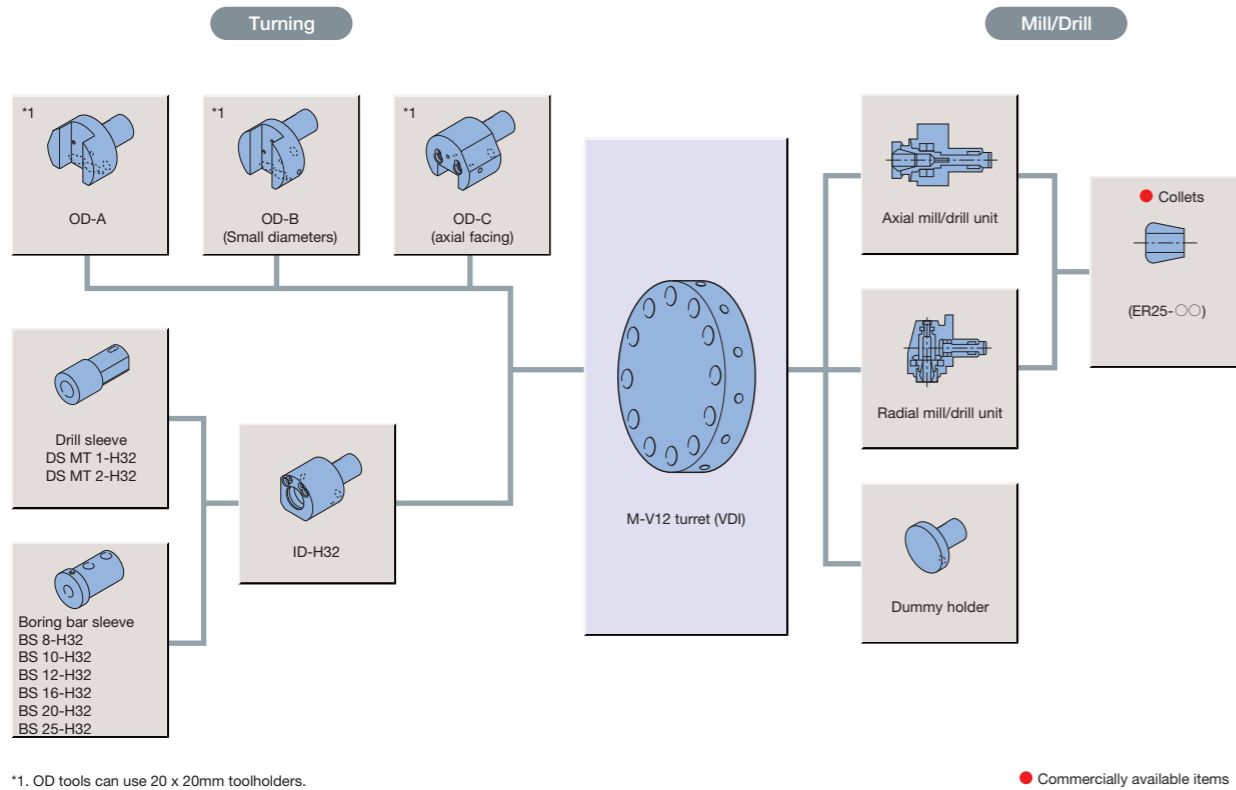 Turning
Mill/Drill
*1
OD-A
*1
OD-B
(Small diameters)
*1
OD-C
(axial facing)
Axial mill/drill unit
● Collets
(ER25-○○)
Drill sleeve
DS MT 1-H32
DS MT 2-H32
ID-H32
M-V12 turret (VDI)
Radial mill/drill unit
Boring bar sleeve
BS 8-H32
BS 10-H32
BS 12-H32
BS 16-H32
BS 20-H32
BS 25-H32
Dummy holder
*1. OD tools can use 20 x 20mm toolholders.
● Commercially available items